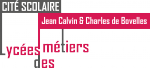 CITÉ SCOLAIRE
Jean Calvin & Charles de Bovelles
Lycées métiers
des